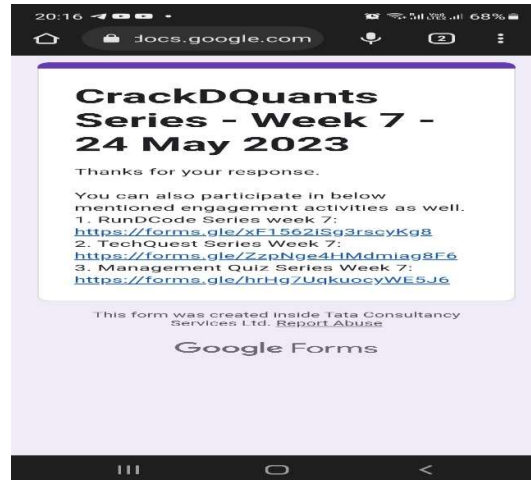 20:16
68%
docs.google.com
2
CrackDQuants
Series - Week 7 -
24 May 2023
Thanks for your response.
You can also participate in below
mentioned engagement activities as well.
1. RunDCode Series week 7:
https://forms.gle/xF1562iSg3rscyKg8
2. TechQuest Series Week 7:
https://forms.gle/ZzpNge4HMdmiag8F6
3. Management Quiz Series Week 7:
https://forms.gle/hrHg7UqkuocyWE5J6
This form was created inside Tata Consultancy
Services Ltd. Report Abuse
Google Forms